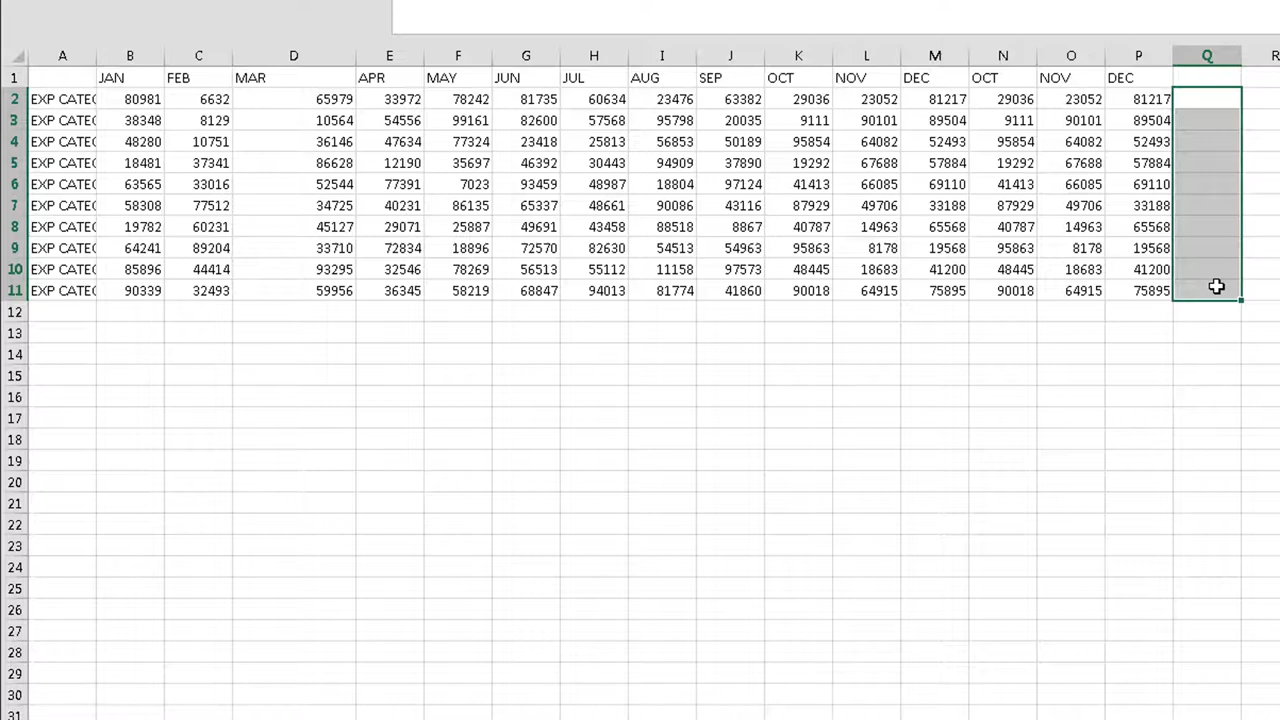 A B C D E F G H I J K L M N O P Q R
1 JAN FEB MAR APR MAY JUN JUL AUG SEP OCT NOV DEC OCT NOV DEC
2 EXP CATEC 80981 6632 65979 33972 78242 81735 60634 23476 63382 29036 23052 81217 29036 23052 81217
3 EXP CATEC 38348 8129 10564 54556 99161 82600 57568 95798 20035 9111 90101 89504 9111 90101 89504
4 EXP CATEC 48280 10751 36146 47634 77324 23418 25813 56853 50189 95854 64082 52493 95854 64082 52493
5 EXP CATEC 18481 37341 86628 12190 35697 46392 30443 94909 37890 19292 67688 57884 19292 67688 57884
6 EXP CATEC 63565 33016 52544 77391 7023 93459 48987 18804 97124 41413 66085 69110 41413 66085 69110
7 EXP CATEC 58308 77512 34725 40231 86135 65337 48661 90086 43116 87929 49706 33188 87929 49706 33188
8 EXP CATEC 19782 60231 45127 29071 25887 49691 43458 88518 8867 40787 14963 65568 40787 14963 65568
9 EXP CATEC 64241 89204 33710 72834 18896 72570 82630 54513 54963 95863 8178 19568 95863 8178 19568
10 EXP CATEC 85896 44414 93295 32546 78269 56513 55112 11158 97573 48445 18683 41200 48445 18683 41200
11 EXP CATEC 90339 32493 59956 36345 58219 68847 94013 81774 41860 90018 64915 75895 90018 64915 75895
12
13
14
15
16
17
18
19
20
21
22
23
24
25
26
27
28
29
30
31